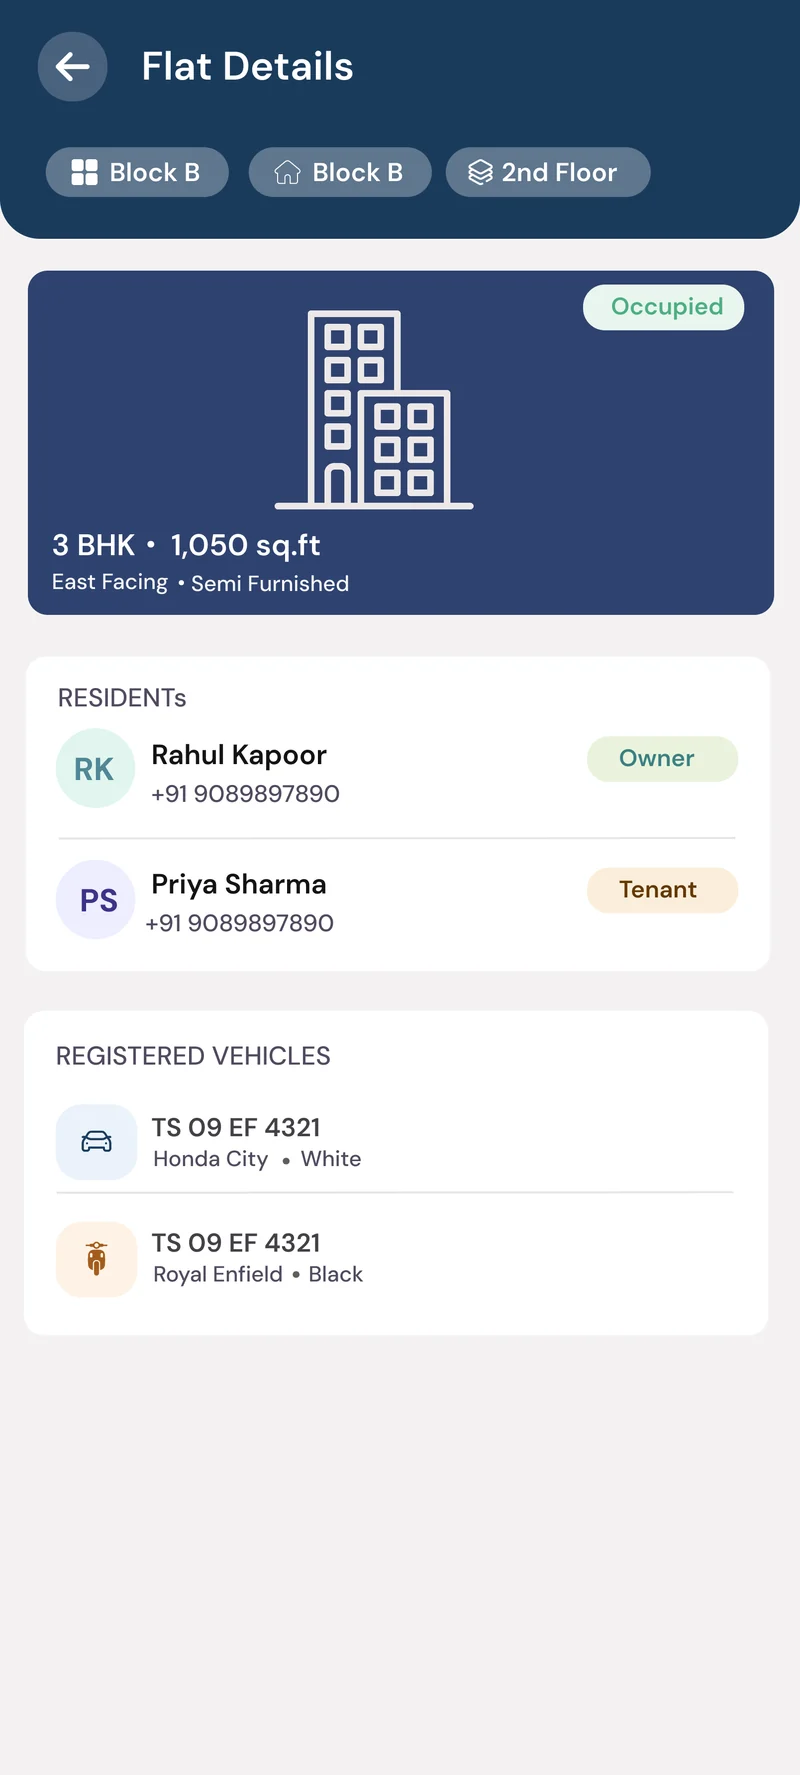 Flat Details
Block B Block B 2nd Floor
Occupied
3 BHK • 1,050 sq.ft
East Facing • Semi Furnished
RESIDENTs
RK Rahul Kapoor Owner
+91 9089897890
PS Priya Sharma Tenant
+91 9089897890
REGISTERED VEHICLES
TS 09 EF 4321
Honda City • White
TS 09 EF 4321
Royal Enfield • Black